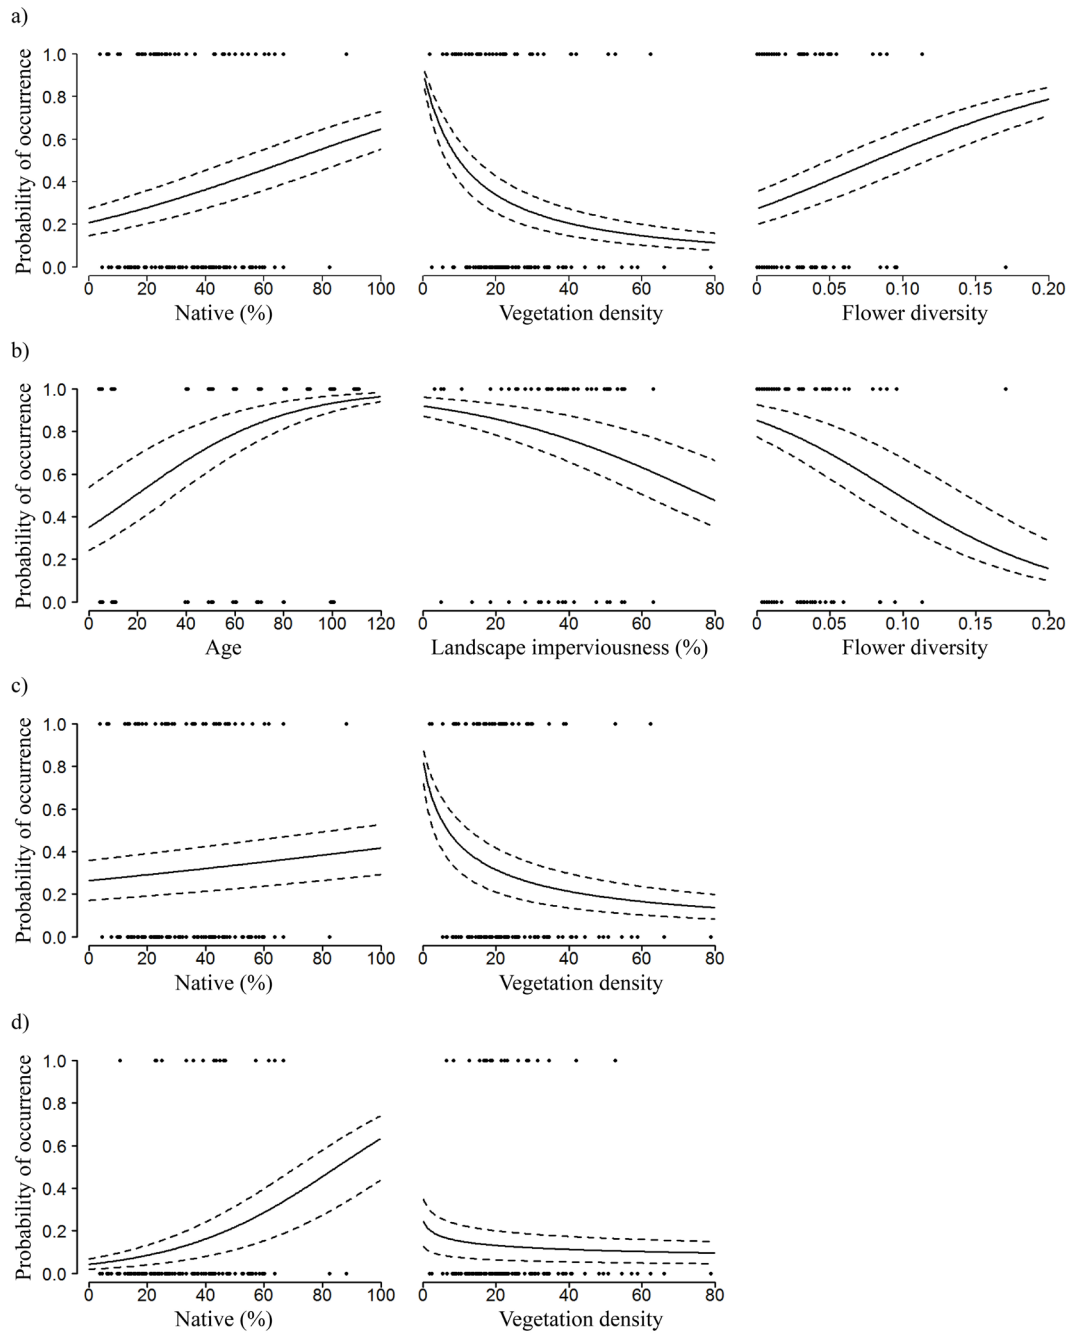 a)
Probability of occurrence
1.0
0.8
0.6
0.4
0.2
0.0
0 20 40 60 80 100
Native (%)
0 20 40 60 80
Vegetation density
0.00 0.05 0.10 0.15 0.20
Flower diversity
b)
Probability of occurrence
1.0
0.8
0.6
0.4
0.2
0.0
0 20 40 60 80 100 120
Age
0 20 40 60 80
Landscape imperviousness (%)
0.00 0.05 0.10 0.15 0.20
Flower diversity
c)
Probability of occurrence
1.0
0.8
0.6
0.4
0.2
0.0
0 20 40 60 80 100
Native (%)
0 20 40 60 80
Vegetation density
d)
Probability of occurrence
1.0
0.8
0.6
0.4
0.2
0.0
0 20 40 60 80 100
Native (%)
0 20 40 60 80
Vegetation density